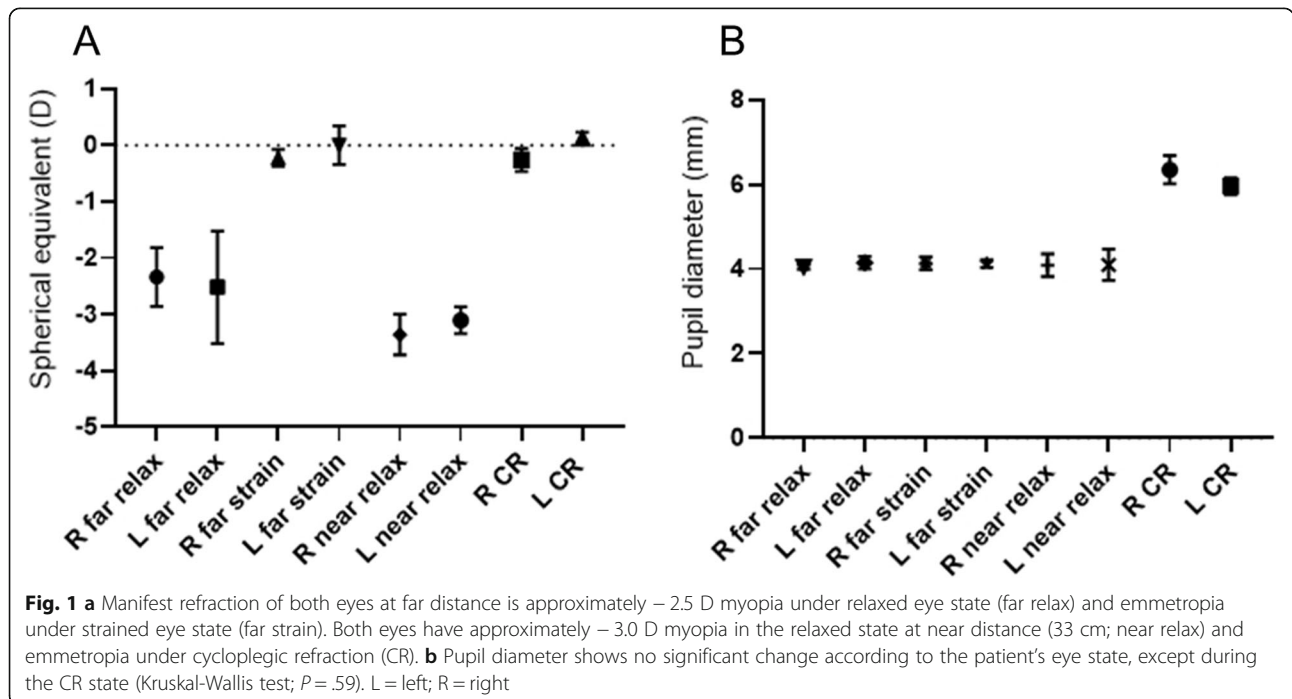 A
B
Spherical equivalent (D)
1
0
-1
-2
-3
-4
-5
R far relax
L far relax
R far strain
L far strain
R near relax
L near relax
R CR
L CR
Pupil diameter (mm)
8
6
4
2
0
R far relax
L far relax
R far strain
L far strain
R near relax
L near relax
R CR
L CR
Fig. 1 a Manifest refraction of both eyes at far distance is approximately − 2.5 D myopia under relaxed eye state (far relax) and emmetropia
under strained eye state (far strain). Both eyes have approximately − 3.0 D myopia in the relaxed state at near distance (33 cm; near relax) and
emmetropia under cycloplegic refraction (CR). b Pupil diameter shows no significant change according to the patient's eye state, except during
the CR state (Kruskal-Wallis test; P = .59). L = left; R = right